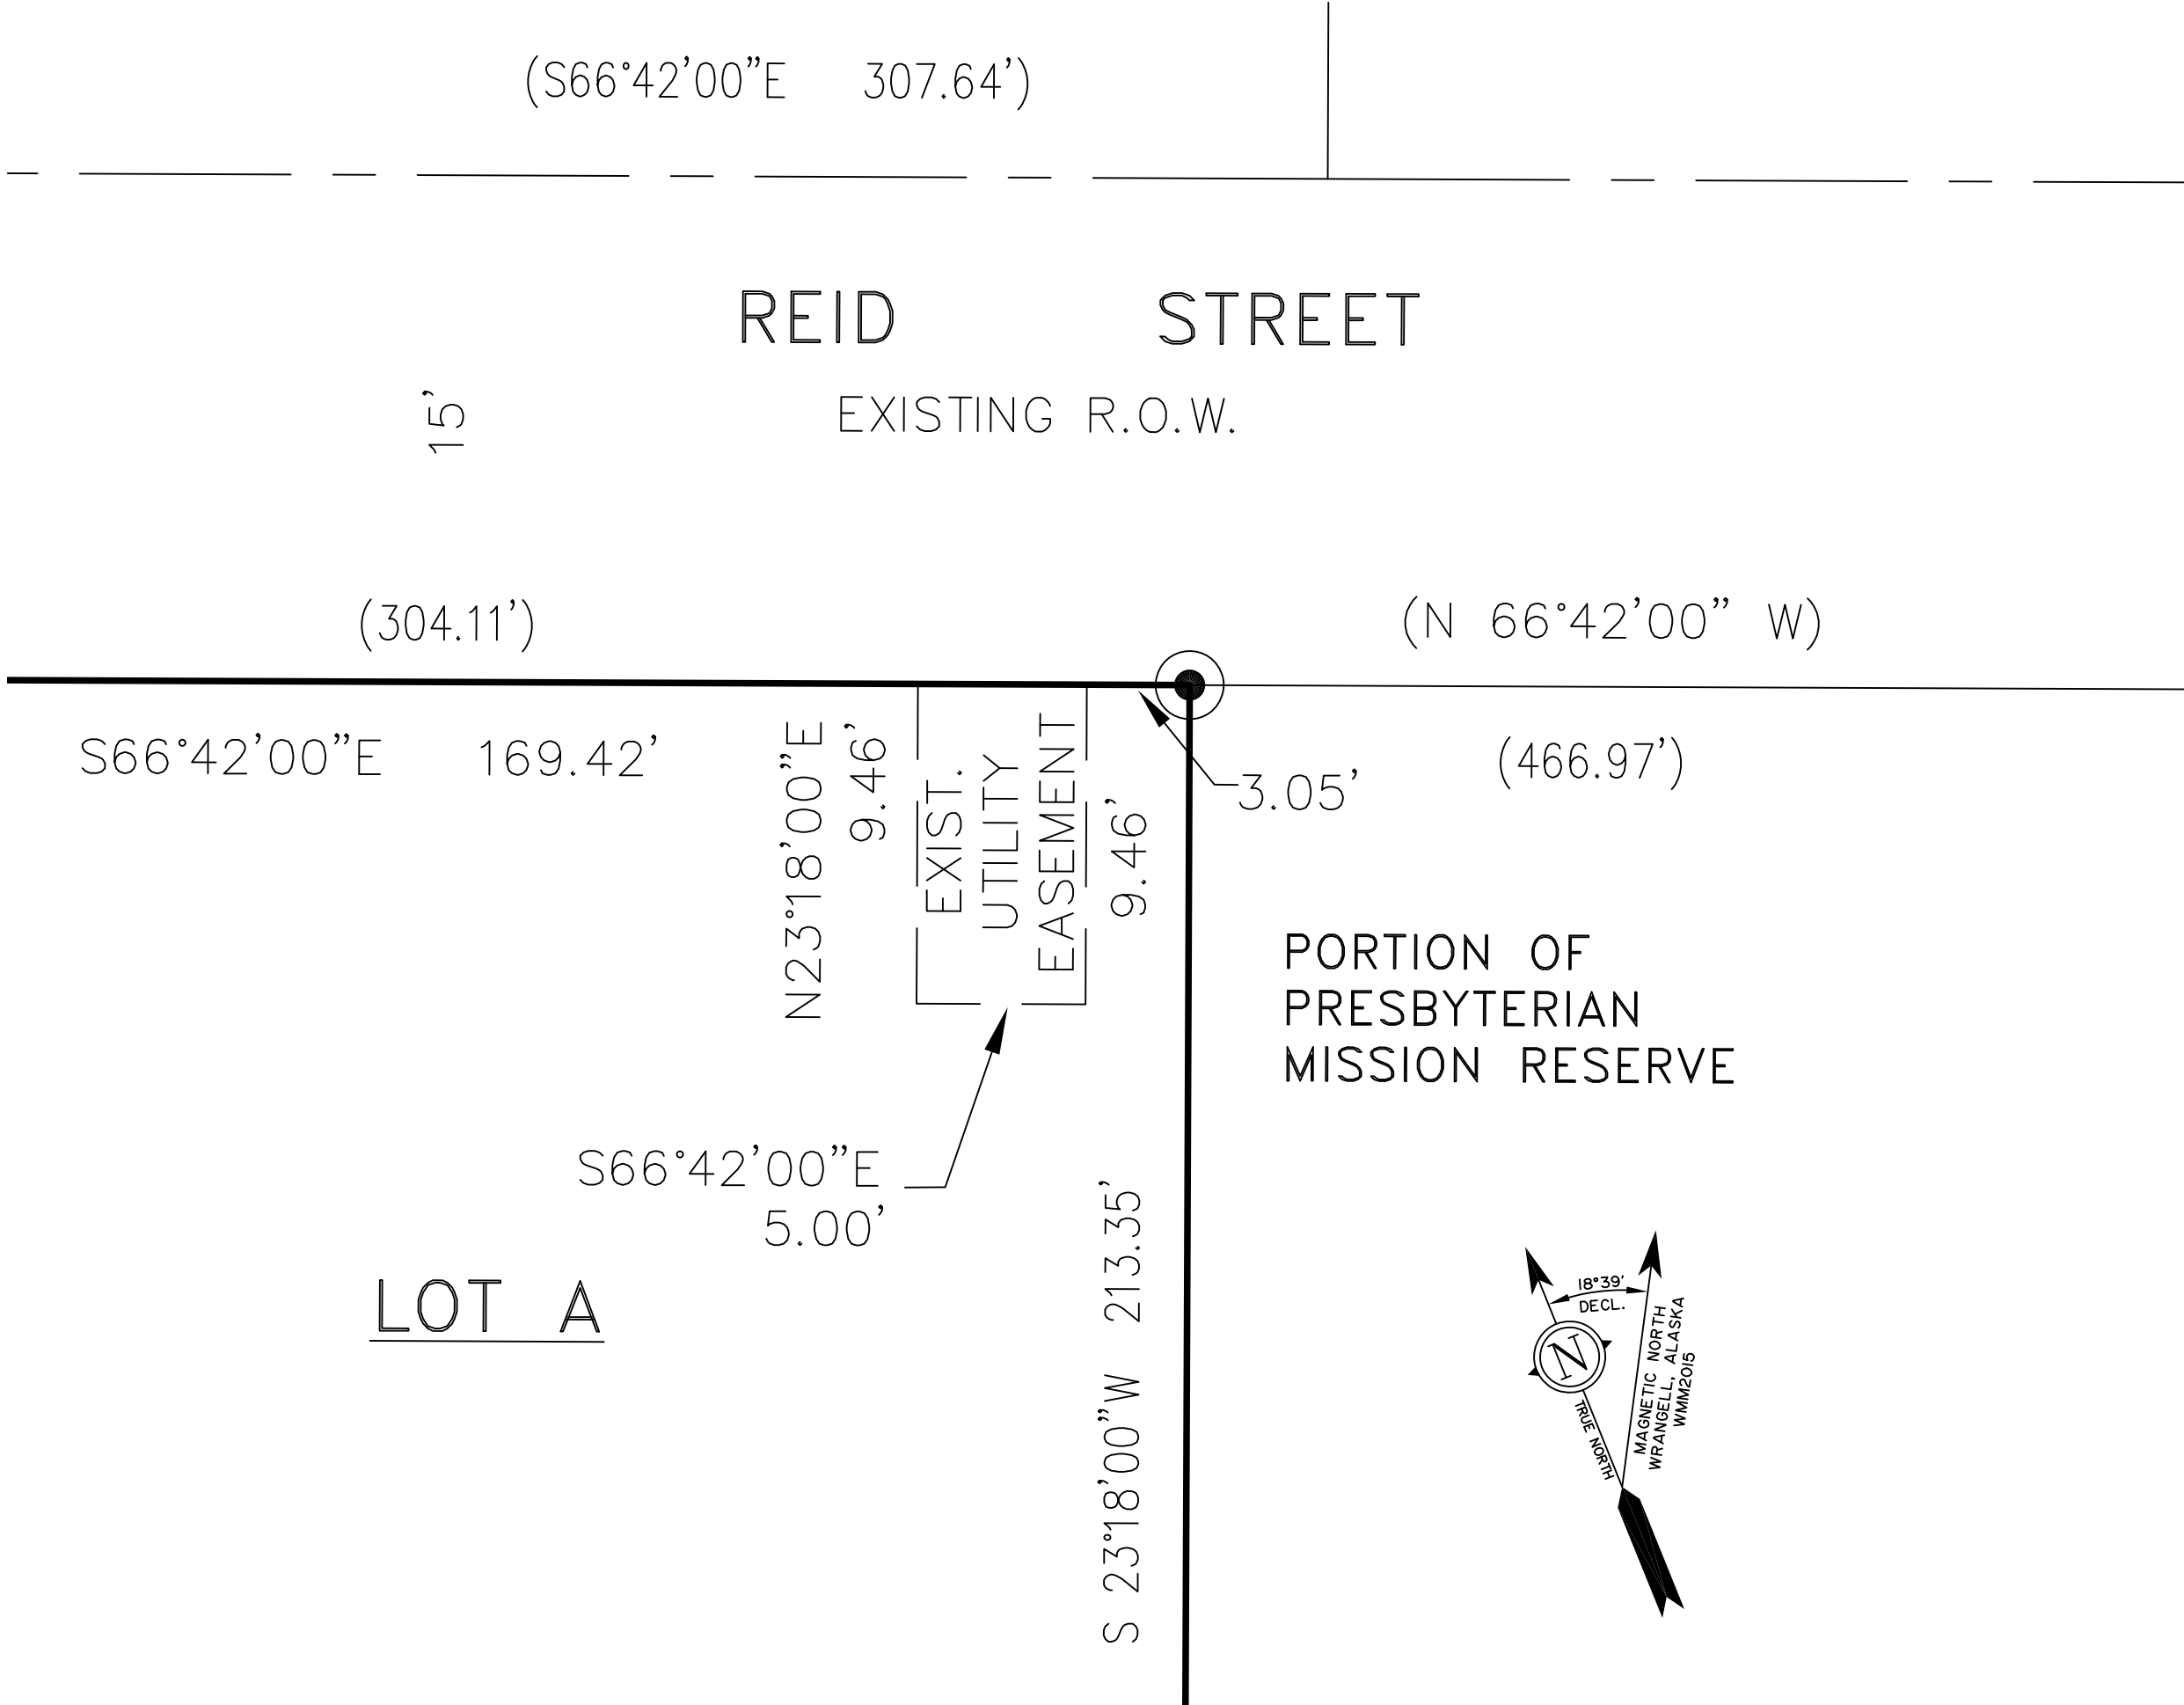 (S66°42'00"E 307.64')
REID STREET
15'
EXISTING R.O.W.
(304.11')
(N 66°42'00" W)
S66°42'00"E 169.42'
(466.97')
3.05'
N23°18'00"E
9.46'
EXIST.
UTILITY
EASEMENT
9.46'
PORTION OF
PRESBYTERIAN
MISSION RESERVE
S66°42'00"E
5.00'
S 23°18'00"W 213.35'
LOT A
18°39'
DECL.
N
TRUE NORTH
MAGNETIC NORTH
WRANGELL, ALASKA
WMM2015